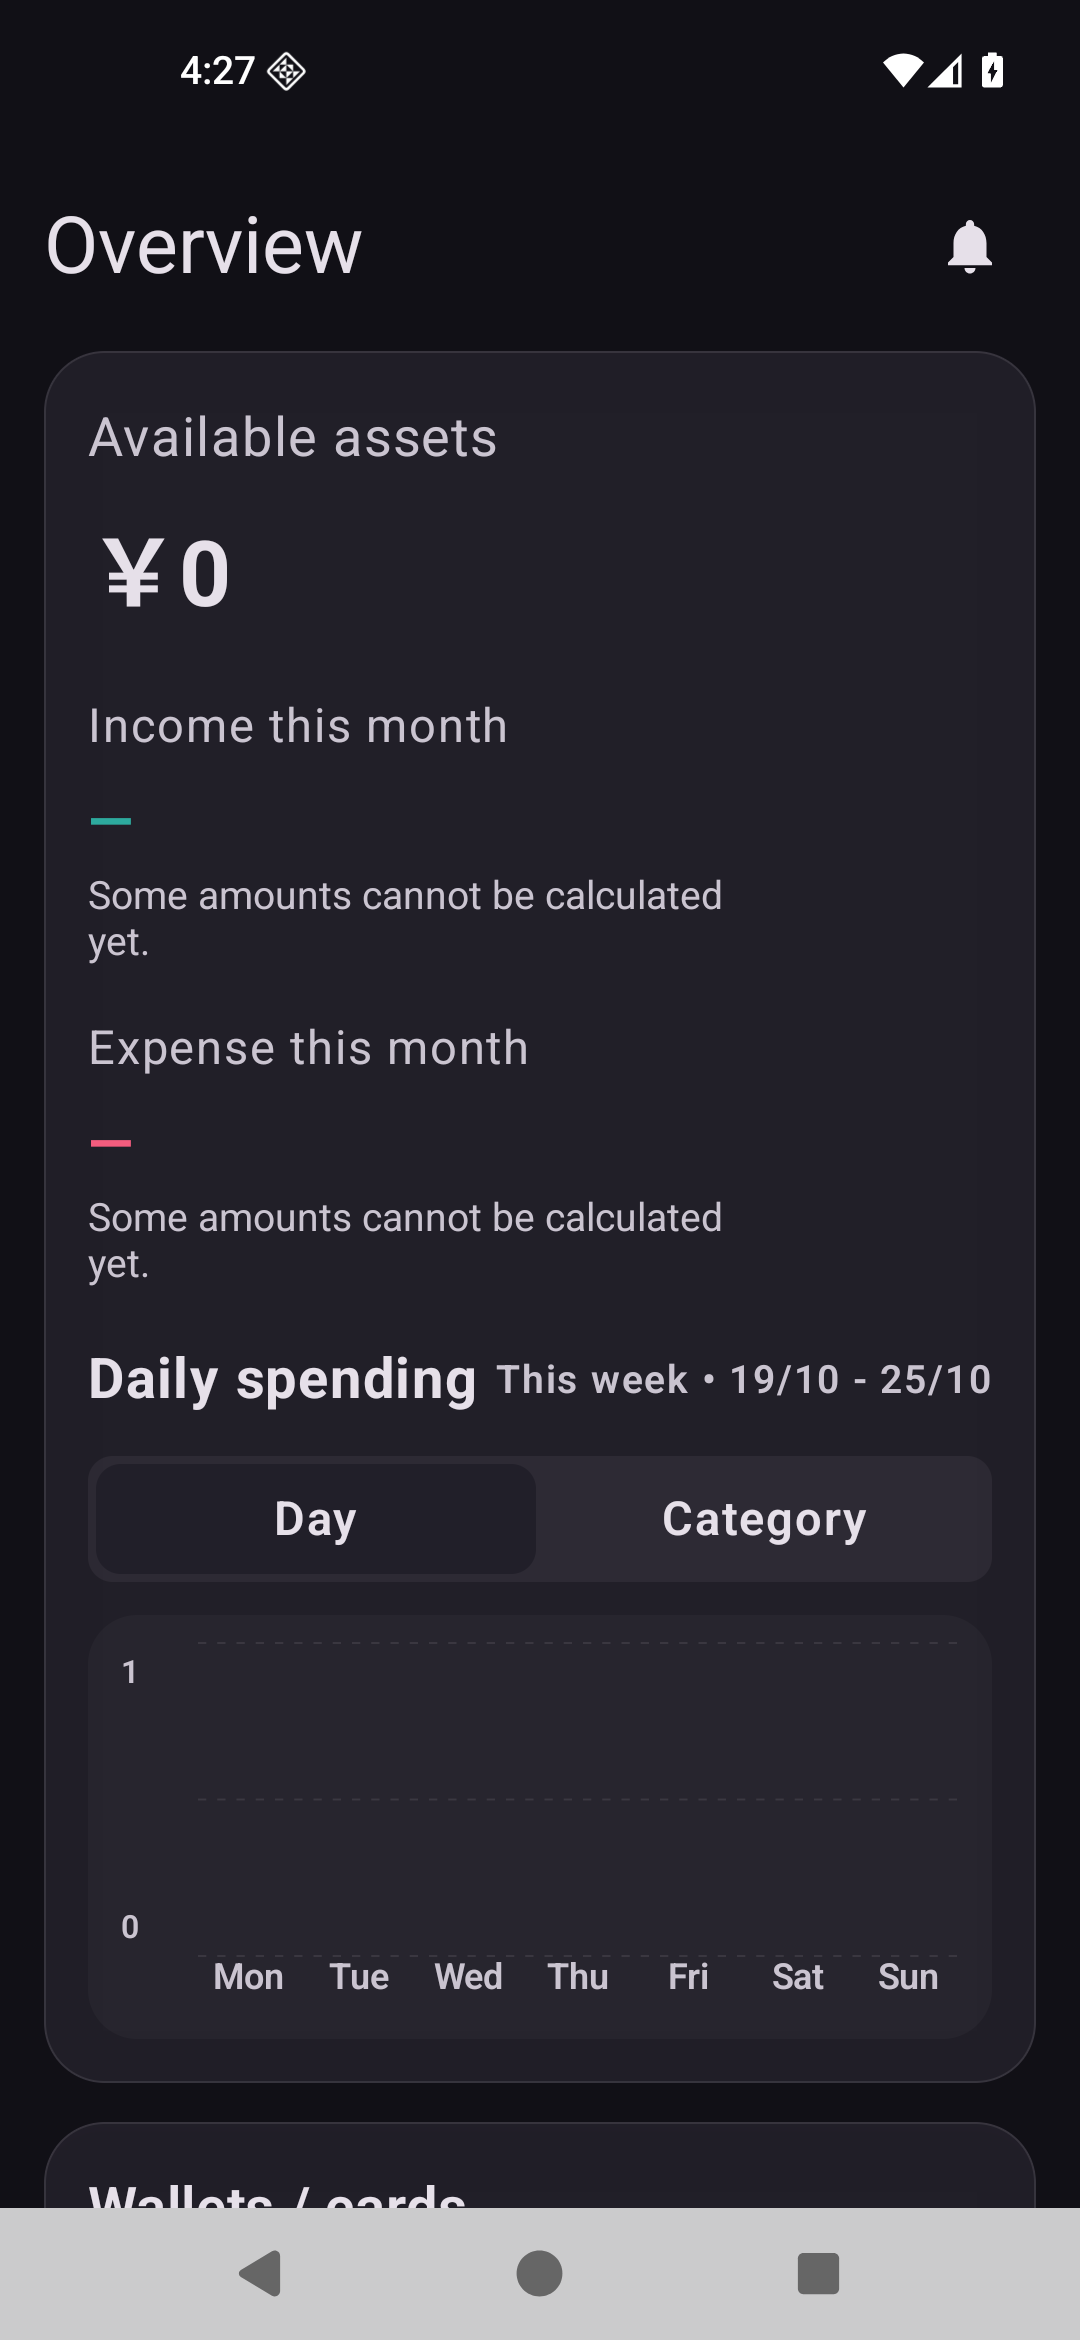 4:27
Overview
Available assets
¥0
Income this month
—
Some amounts cannot be calculated
yet.
Expense this month
—
Some amounts cannot be calculated
yet.
Daily spending This week • 19/10 - 25/10
Day Category
1
0
Mon Tue Wed Thu Fri Sat Sun
Wallets / cards